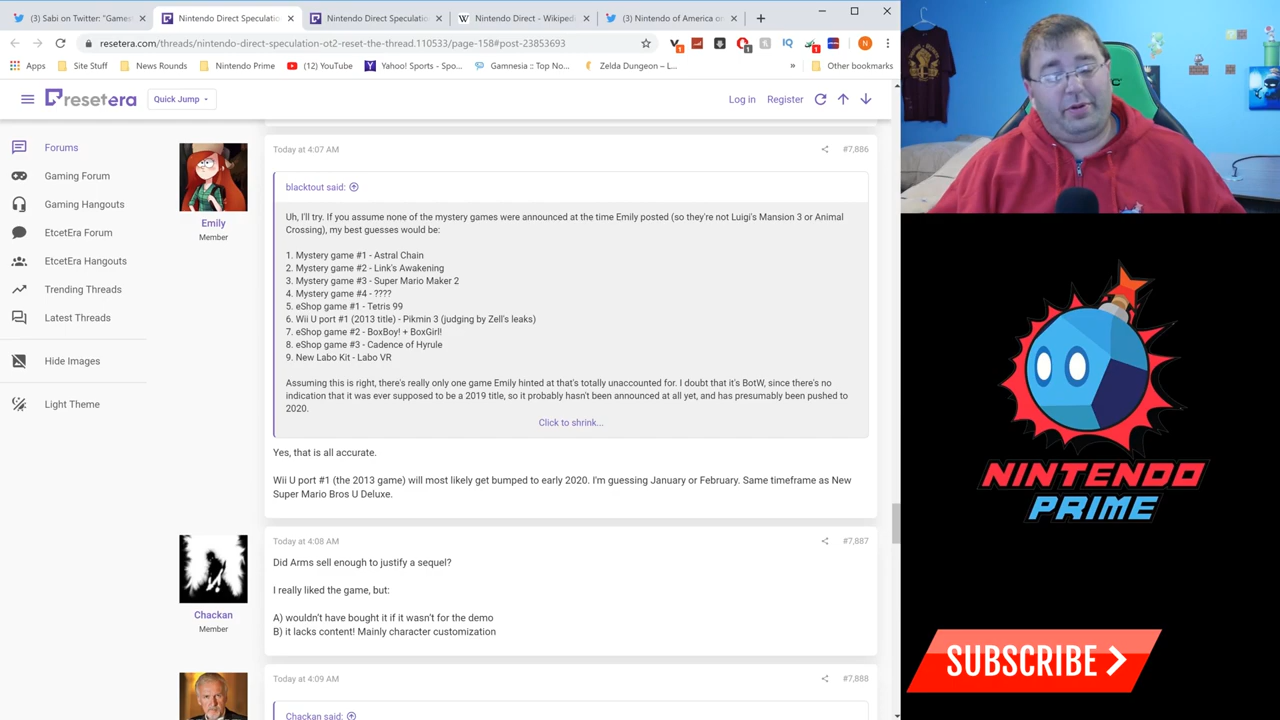 (3) Sabi on Twitter: "Games
Nintendo Direct Speculatio
Nintendo Direct Speculatio
Nintendo Direct - Wikiped
(3) Nintendo of America on
resetera.com/threads/nintendo-direct-speculation-ot2-reset-the-thread.110533/page-158#post-23853693
Apps
Site Stuff
News Rounds
Nintendo Prime
(12) YouTube
Yahoo! Sports - Spo...
Gamnesia :: Top No...
Zelda Dungeon – L...
Other bookmarks
resetera
Quick Jump
Log in
Register
Forums
Gaming Forum
Gaming Hangouts
EtcetEra Forum
EtcetEra Hangouts
Trending Threads
Latest Threads
Hide Images
Light Theme
Emily
Member
Today at 4:07 AM
#7,886
blacktout said:
Uh, I'll try. If you assume none of the mystery games were announced at the time Emily posted (so they're not Luigi's Mansion 3 or Animal
Crossing), my best guesses would be:
1. Mystery game #1 - Astral Chain
2. Mystery game #2 - Link's Awakening
3. Mystery game #3 - Super Mario Maker 2
4. Mystery game #4 - ????
5. eShop game #1 - Tetris 99
6. Wii U port #1 (2013 title) - Pikmin 3 (judging by Zell's leaks)
7. eShop game #2 - BoxBoy! + BoxGirl!
8. eShop game #3 - Cadence of Hyrule
9. New Labo Kit - Labo VR
Assuming this is right, there's really only one game Emily hinted at that's totally unaccounted for. I doubt that it's BotW, since there's no
indication that it was ever supposed to be a 2019 title, so it probably hasn't been announced at all yet, and has presumably been pushed to
2020.
Click to shrink...
Yes, that is all accurate.
Wii U port #1 (the 2013 game) will most likely get bumped to early 2020. I'm guessing January or February. Same timeframe as New
Super Mario Bros U Deluxe.
Chackan
Member
Today at 4:08 AM
#7,887
Did Arms sell enough to justify a sequel?
I really liked the game, but:
A) wouldn't have bought it if it wasn't for the demo
B) it lacks content! Mainly character customization
Today at 4:09 AM
#7,888
Chackan said:
NINTENDO
PRIME
SUBSCRIBE